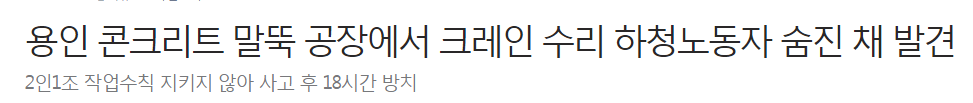 용인 콘크리트 말뚝 공장에서 크레인 수리 하청노동자 숨진 채 발견
2인1조 작업수칙 지키지 않아 사고 후 18시간 방치